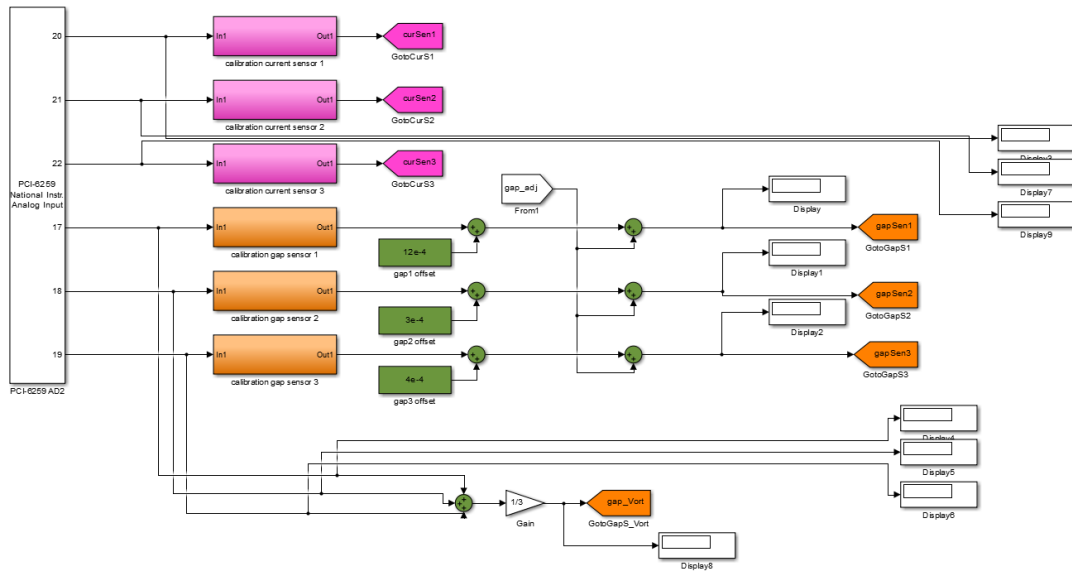 20
In1
Out1
calibration current sensor 1
curSen1
GotoCurS1
21
In1
Out1
calibration current sensor 2
curSen2
GotoCurS2
22
In1
Out1
calibration current sensor 3
curSen3
GotoCurS3
Display3
Display7
Display9
PCI-6259
National Instr.
Analog Input
gap_adj
From1
Display
17
In1
Out1
calibration gap sensor 1
12e-4
gap1 offset
gapSen1
GotoGapS1
Display1
18
In1
Out1
calibration gap sensor 2
3e-4
gap2 offset
gapSen2
GotoGapS2
Display2
19
In1
Out1
calibration gap sensor 3
4e-4
gap3 offset
gapSen3
GotoGapS3
PCI-6259 AD2
Display4
Display5
Display6
1/3
Gain
gap_Vort
GotoGapS_Vort
Display8